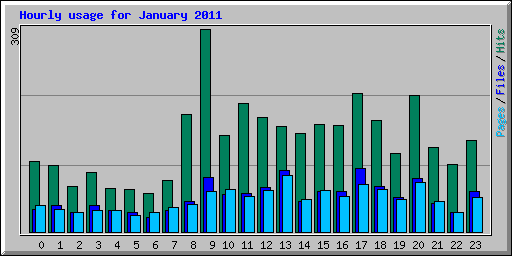 Hourly usage for January 2011
309
Pages / Files / Hits
0 1 2 3 4 5 6 7 8 9 10 11 12 13 14 15 16 17 18 19 20 21 22 23